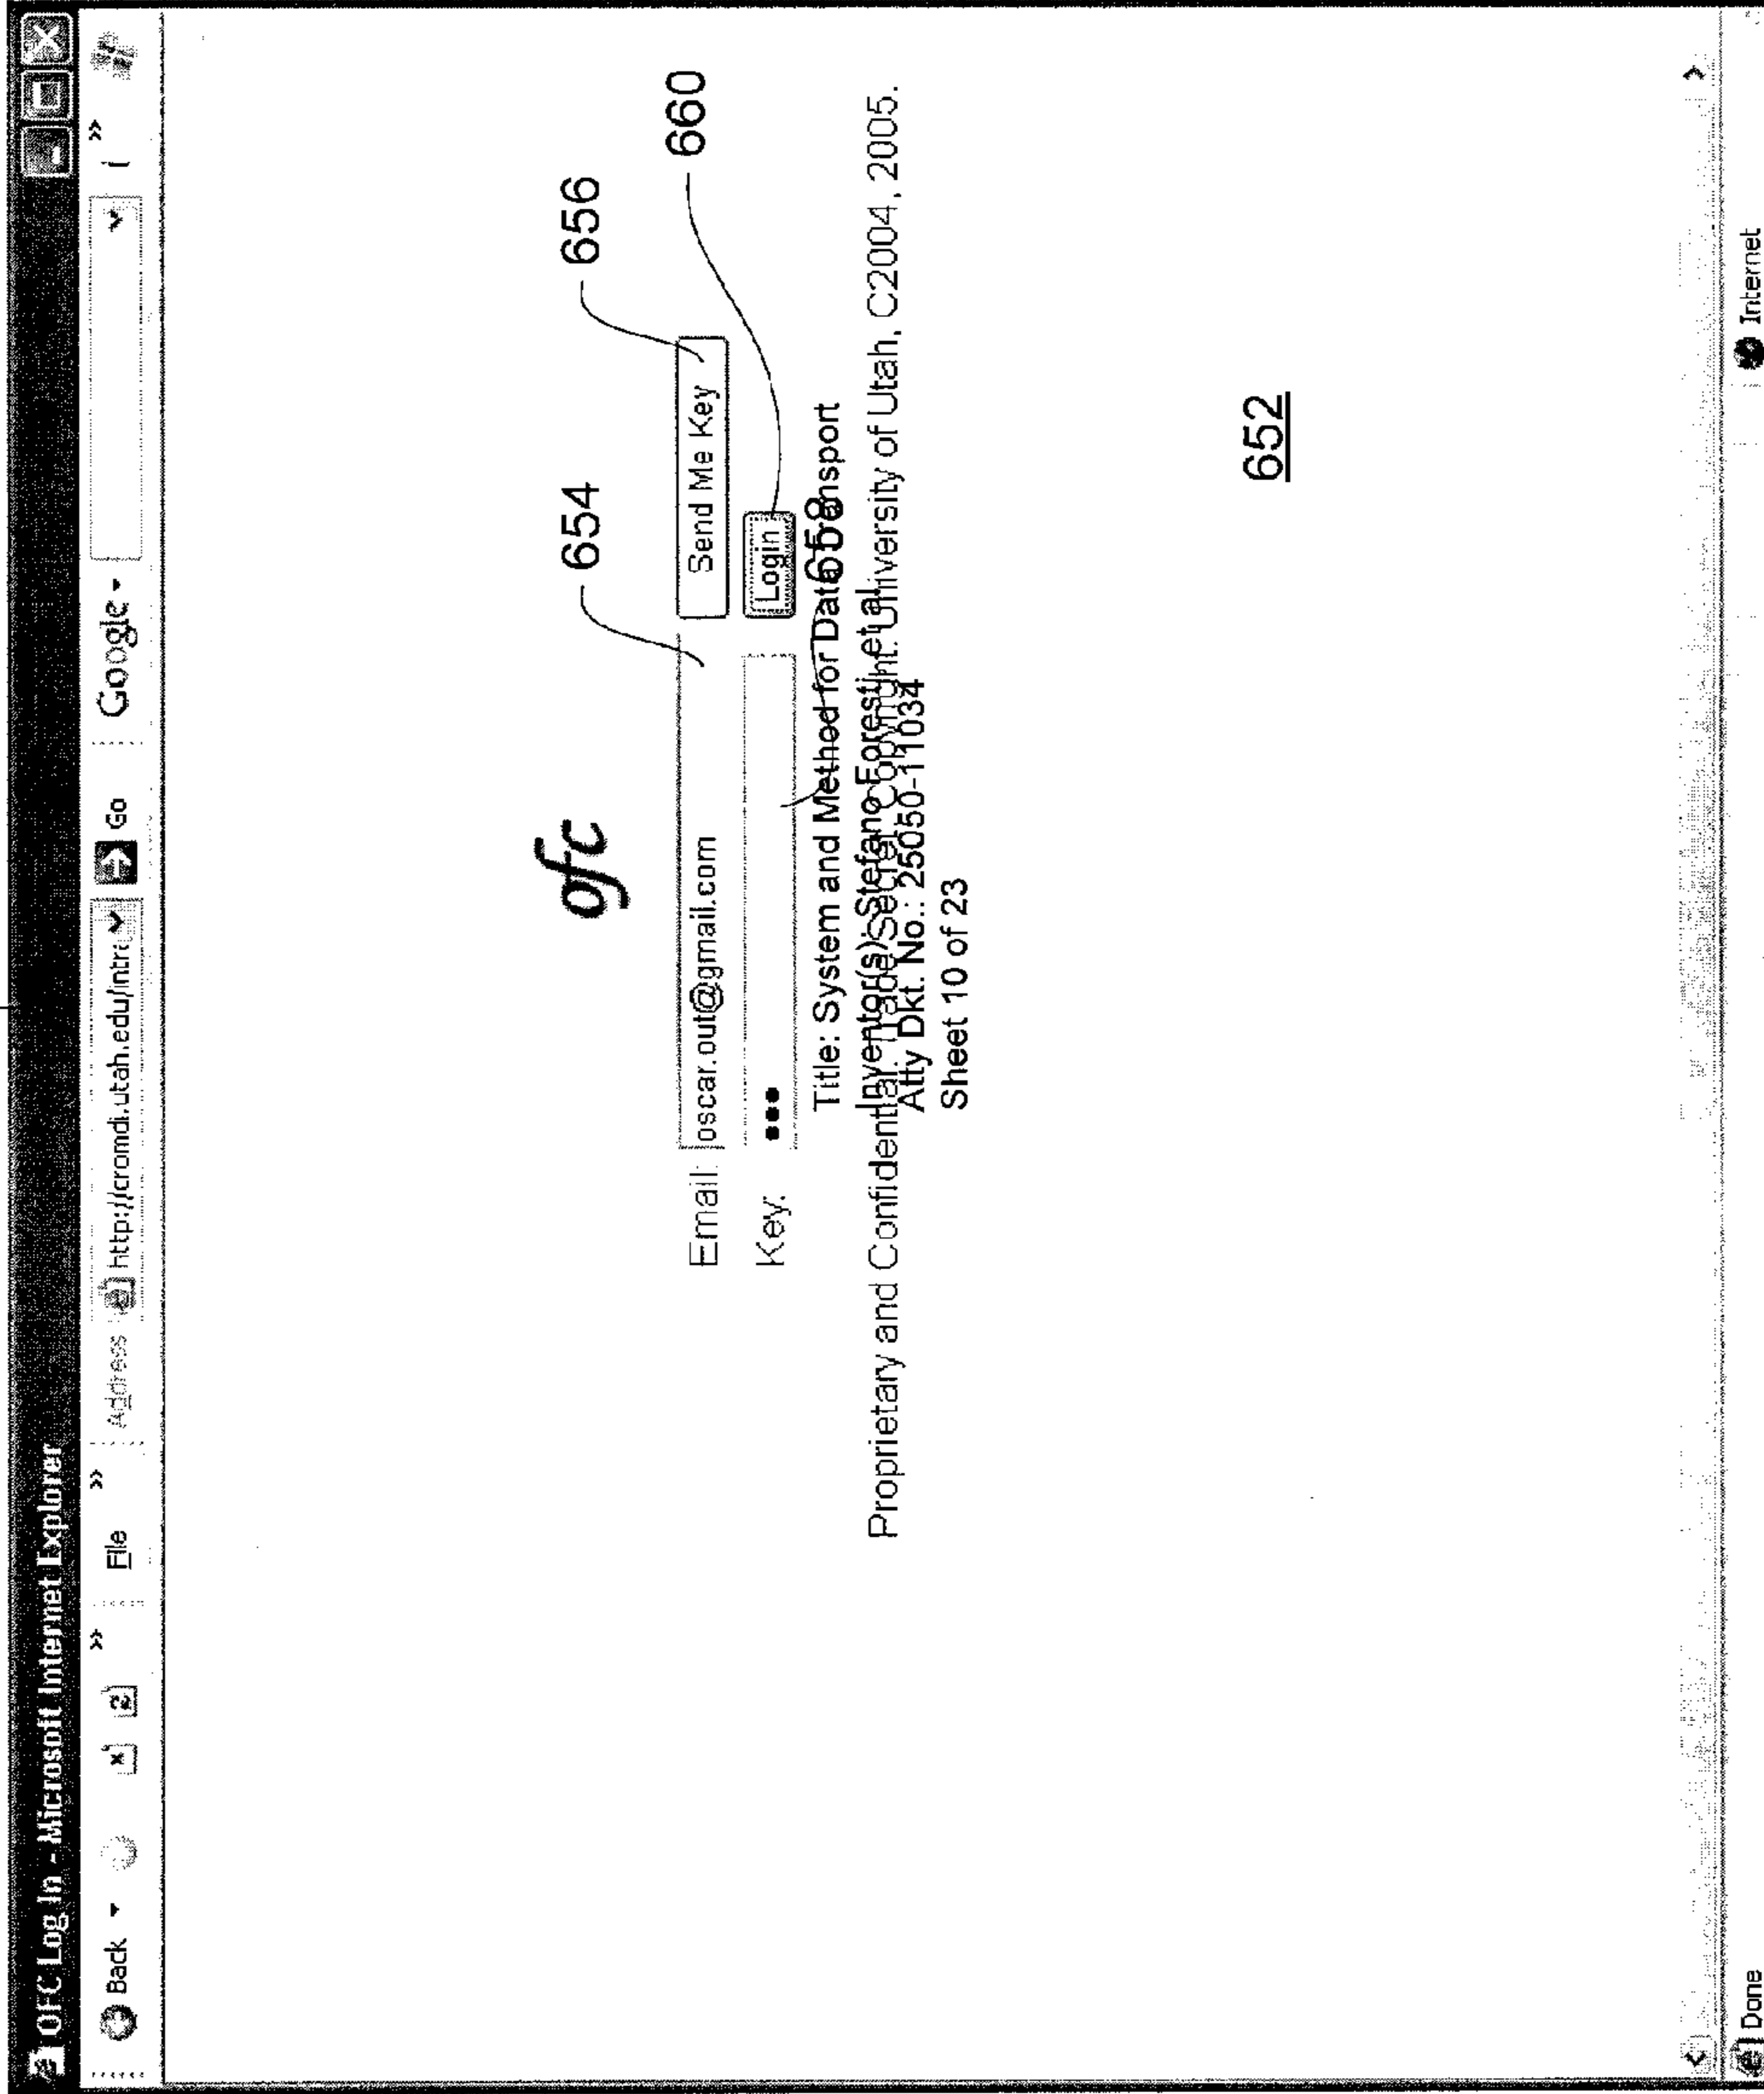 OFC Log In - Microsoft Internet Explorer
Back » File » Address http://cromdi.utah.edu/intr Go Google »
ofc
654
656
660
Email: oscar.out@gmail.com Send Me Key
Key: ••• Login
658
Title: System and Method for Data Transport
Inventor(s): Stefano Foresti, et al.
Proprietary and Confidential. Trade Secret. Copyright. University of Utah, C2004, 2005.
Atty Dkt. No.: 25050-11034
Sheet 10 of 23
652
Done Internet